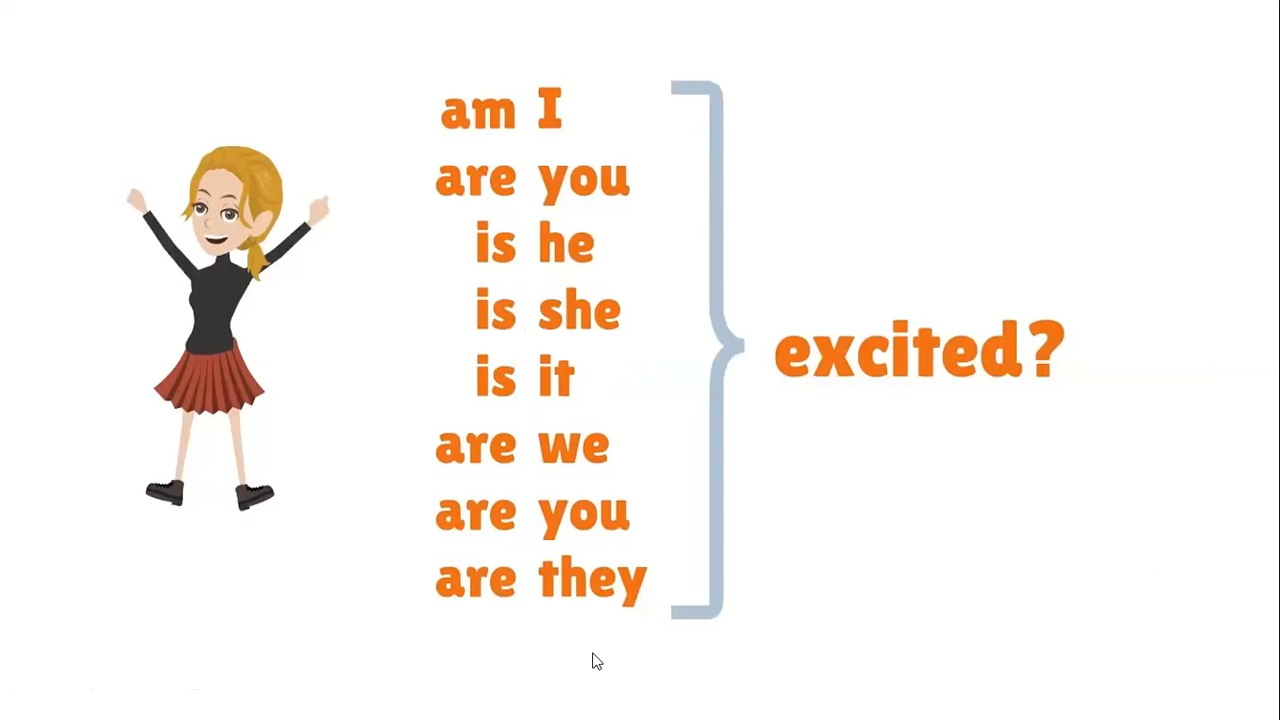 am I
are you
is he
is she
is it
are we
are you
are they
excited?